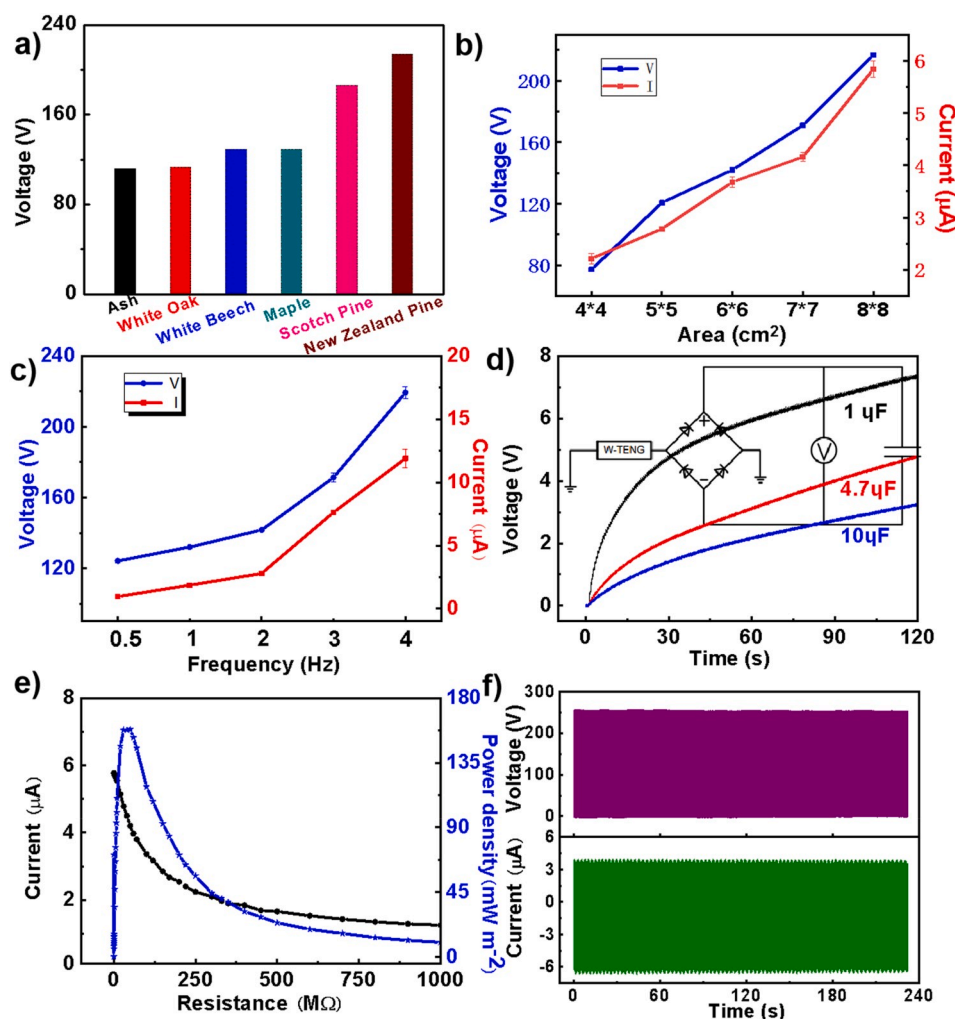 a)
Voltage (V)
240
160
80
0
Ash
White Oak
White Beech
Maple
Scotch Pine
New Zealand Pine
b)
V
I
Voltage (V)
200
160
120
80
Current (μA)
6
5
4
3
2
4*4 5*5 6*6 7*7 8*8
Area (cm²)
c)
V
I
Voltage (V)
240
200
160
120
Current (μA)
20
15
10
5
0
0.5 1 2 3 4
Frequency (Hz)
d)
Voltage (V)
8
6
4
2
0
1 uF
W-TENG
+
V
−
4.7uF
10uF
0 30 60 90 120
Time (s)
e)
Current (μA)
8
6
4
2
0
Power density (mW m⁻²)
180
135
90
45
0
0 250 500 750 1000
Resistance (MΩ)
f)
Voltage (V)
300
200
100
0
Current (μA)
6
3
0
-3
-6
0 60 120 180 240
Time (s)